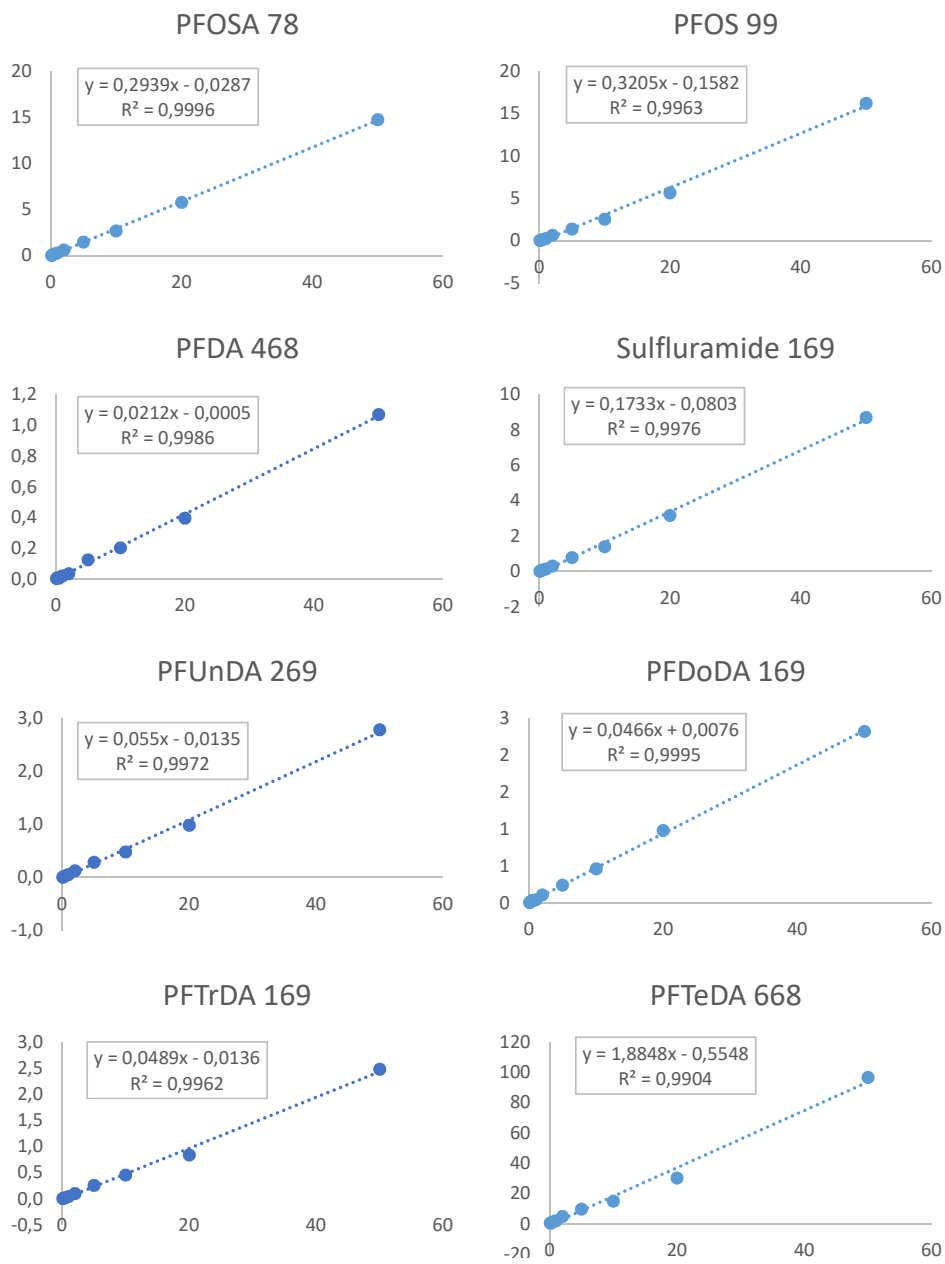 PFOSA 78
20
15
10
5
0
y = 0,2939x - 0,0287
R² = 0,9996
0 20 40 60
PFOS 99
20
15
10
5
0
-5
y = 0,3205x - 0,1582
R² = 0,9963
0 20 40 60
PFDA 468
1,2
1,0
0,8
0,6
0,4
0,2
0,0
y = 0,0212x - 0,0005
R² = 0,9986
0 20 40 60
Sulfluramide 169
10
8
6
4
2
0
-2
y = 0,1733x - 0,0803
R² = 0,9976
0 20 40 60
PFUnDA 269
3,0
2,0
1,0
0,0
-1,0
y = 0,055x - 0,0135
R² = 0,9972
0 20 40 60
PFDoDA 169
3
2
2
1
1
0
y = 0,0466x + 0,0076
R² = 0,9995
0 20 40 60
PFTrDA 169
3,0
2,5
2,0
1,5
1,0
0,5
0,0
-0,5
y = 0,0489x - 0,0136
R² = 0,9962
0 20 40 60
PFTeDA 668
120
100
80
60
40
20
0
-20
y = 1,8848x - 0,5548
R² = 0,9904
0 20 40 60